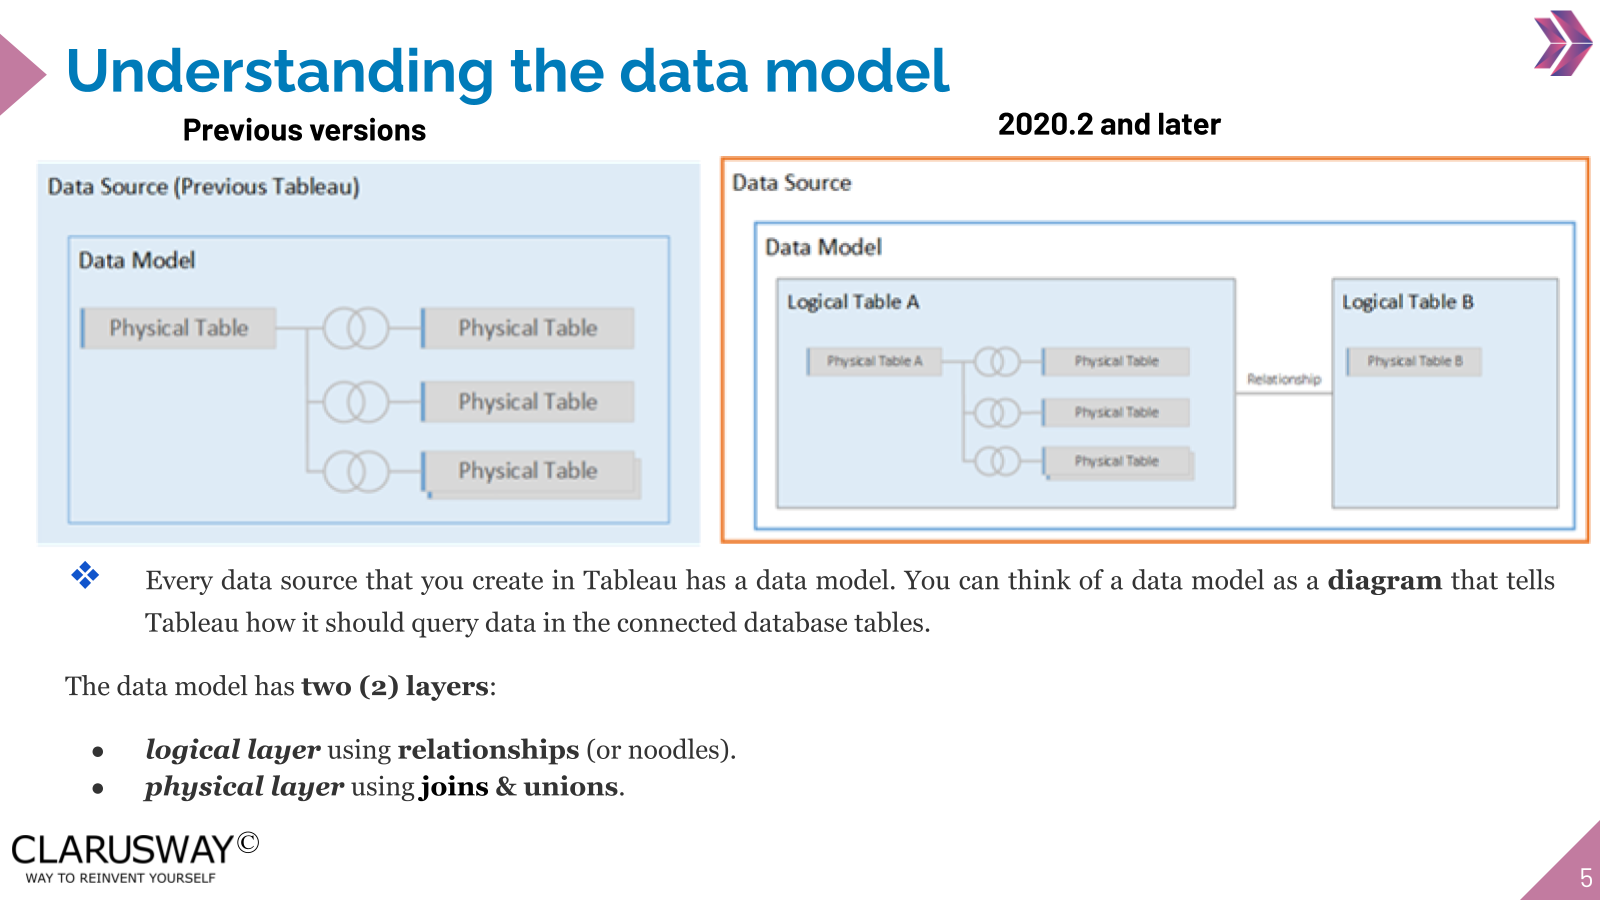 Understanding the data model
Previous versions
2020.2 and later
Data Source (Previous Tableau)
Data Model
Physical Table
Physical Table
Physical Table
Physical Table
Data Source
Data Model
Logical Table A
Physical Table A
Physical Table
Physical Table
Physical Table
Relationship
Logical Table B
Physical Table B
❖ Every data source that you create in Tableau has a data model. You can think of a data model as a diagram that tells
Tableau how it should query data in the connected database tables.
The data model has two (2) layers:
● logical layer using relationships (or noodles).
● physical layer using joins & unions.
CLARUSWAY©
WAY TO REINVENT YOURSELF
5